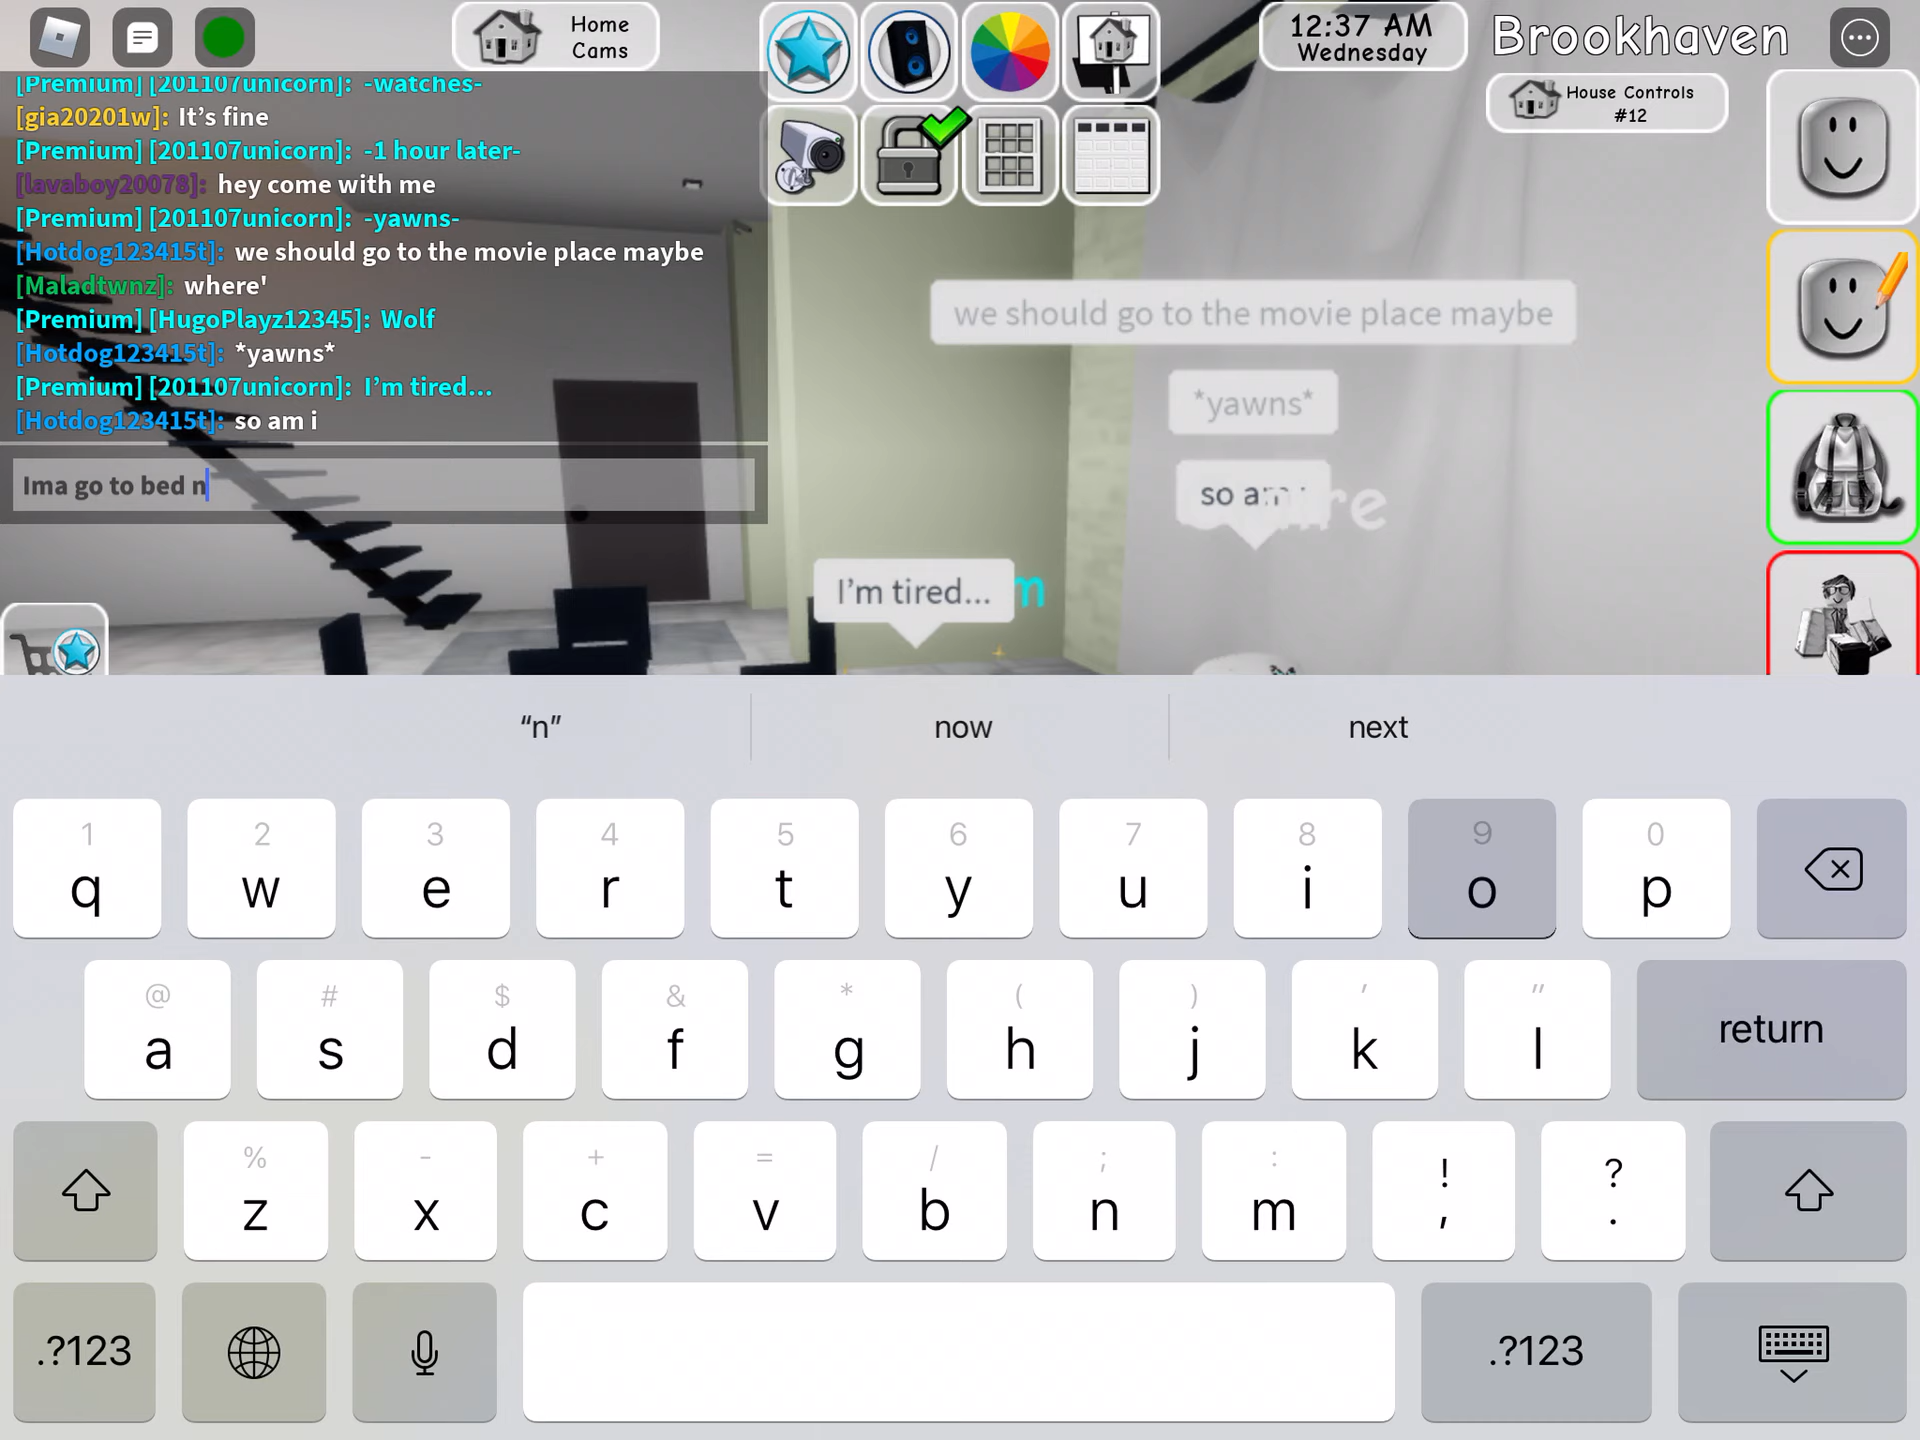 Home
Cams
12:37 AM
Wednesday
Brookhaven
House Controls
#12
[Premium] [201107unicorn]: -watches-
[gia20201w]: It's fine
[Premium] [201107unicorn]: -1 hour later-
[lavaboy20078]: hey come with me
[Premium] [201107unicorn]: -yawns-
[Hotdog123415t]: we should go to the movie place maybe
[Maladtwnz]: where'
[Premium] [HugoPlayz12345]: Wolf
[Hotdog123415t]: *yawns*
[Premium] [201107unicorn]: I'm tired...
[Hotdog123415t]: so am i
Ima go to bed n
we should go to the movie place maybe
*yawns*
so am
I'm tired...
"n" now next
1 2 3 4 5 6 7 8 9 0
q w e r t y u i o p
@ # $ & * ( ) ' "
a s d f g h j k l return
% - + = / ; : ! ?
z x c v b n m , .
.?123 .?123